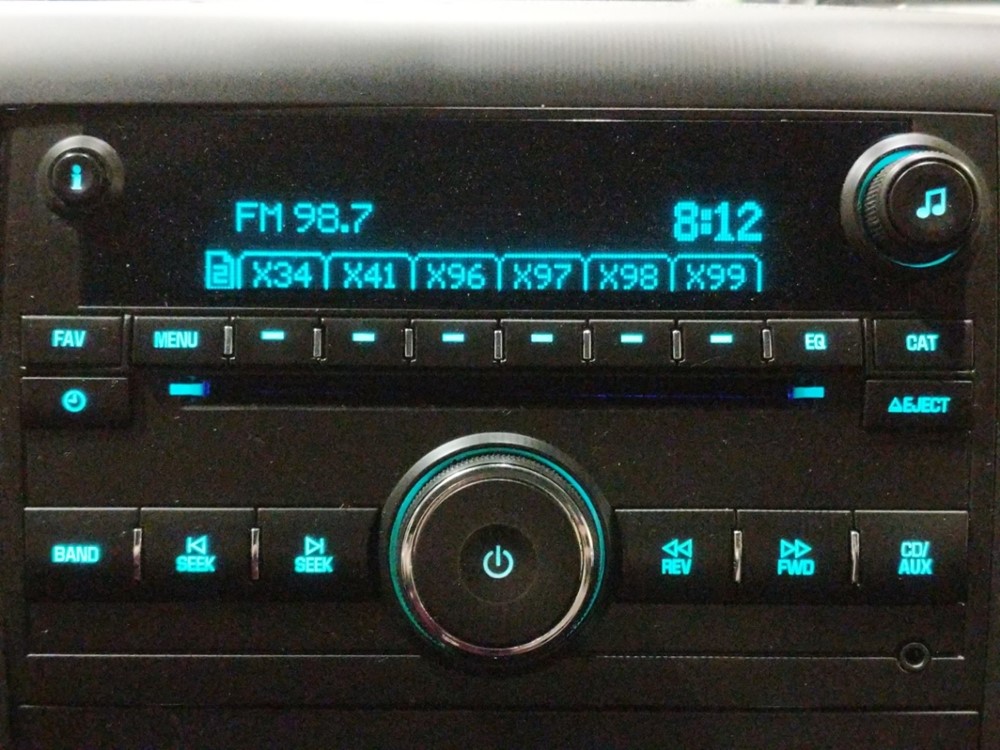 i
FM 98.7 8:12
2 X34 X41 X96 X97 X98 X99
FAV MENU EQ CAT
EJECT
BAND SEEK SEEK REV FWD CD/
AUX